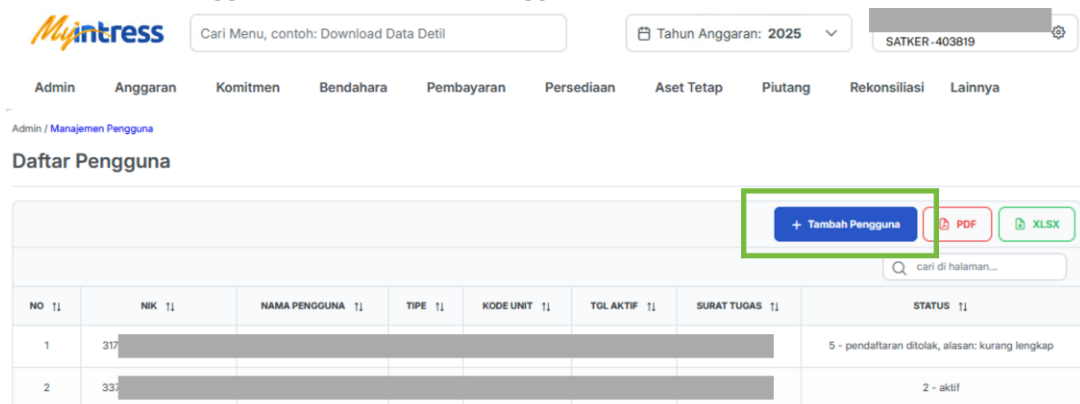 Myintress
Cari Menu, contoh: Download Data Detil
Tahun Anggaran: 2025
SATKER-403819
Admin Anggaran Komitmen Bendahara Pembayaran Persediaan Aset Tetap Piutang Rekonsiliasi Lainnya
Admin / Manajemen Pengguna
Daftar Pengguna
+ Tambah Pengguna PDF XLSX
cari di halaman...
NO NIK NAMA PENGGUNA TIPE KODE UNIT TGL AKTIF SURAT TUGAS STATUS
1 317 5 - pendaftaran ditolak, alasan: kurang lengkap
2 337 2 - aktif